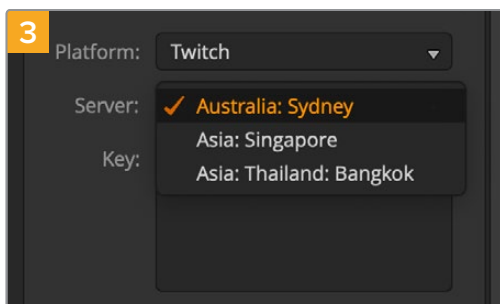 3
Platform: Twitch
Server: Australia: Sydney
Asia: Singapore
Key:
Asia: Thailand: Bangkok